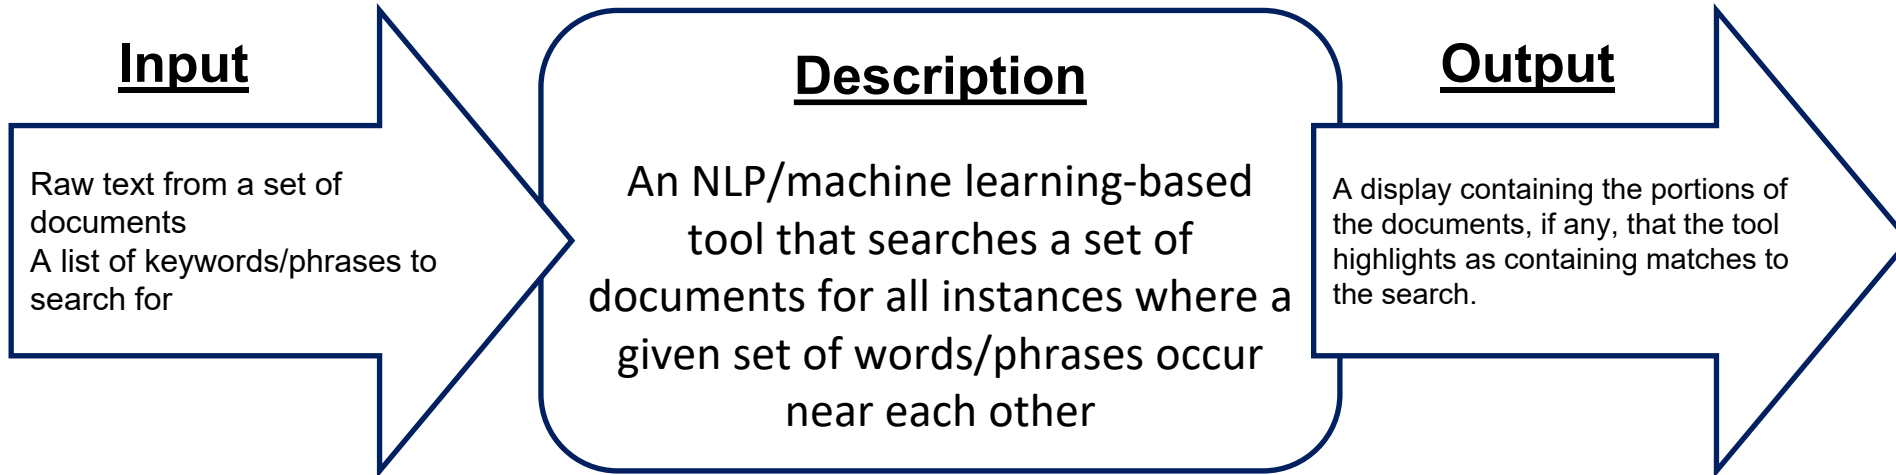 Input
Raw text from a set of
documents
A list of keywords/phrases to
search for
Description
An NLP/machine learning-based
tool that searches a set of
documents for all instances where a
given set of words/phrases occur
near each other
Output
A display containing the portions of
the documents, if any, that the tool
highlights as containing matches to
the search.